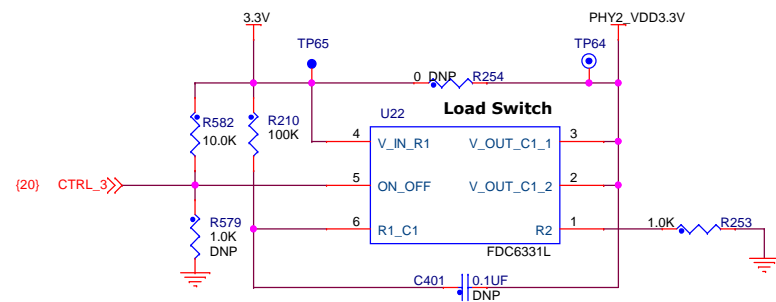 3.3V
PHY2_VDD3.3V
TP65
TP64
0 DNP R254
Load Switch
U22
R582
10.0K
R210
100K
4 V_IN_R1 V_OUT_C1_1 3
{20} CTRL_3 5 ON_OFF V_OUT_C1_2 2
6 R1_C1 R2 1
1.0K R253
R579
1.0K
DNP
FDC6331L
C401 0.1UF
DNP